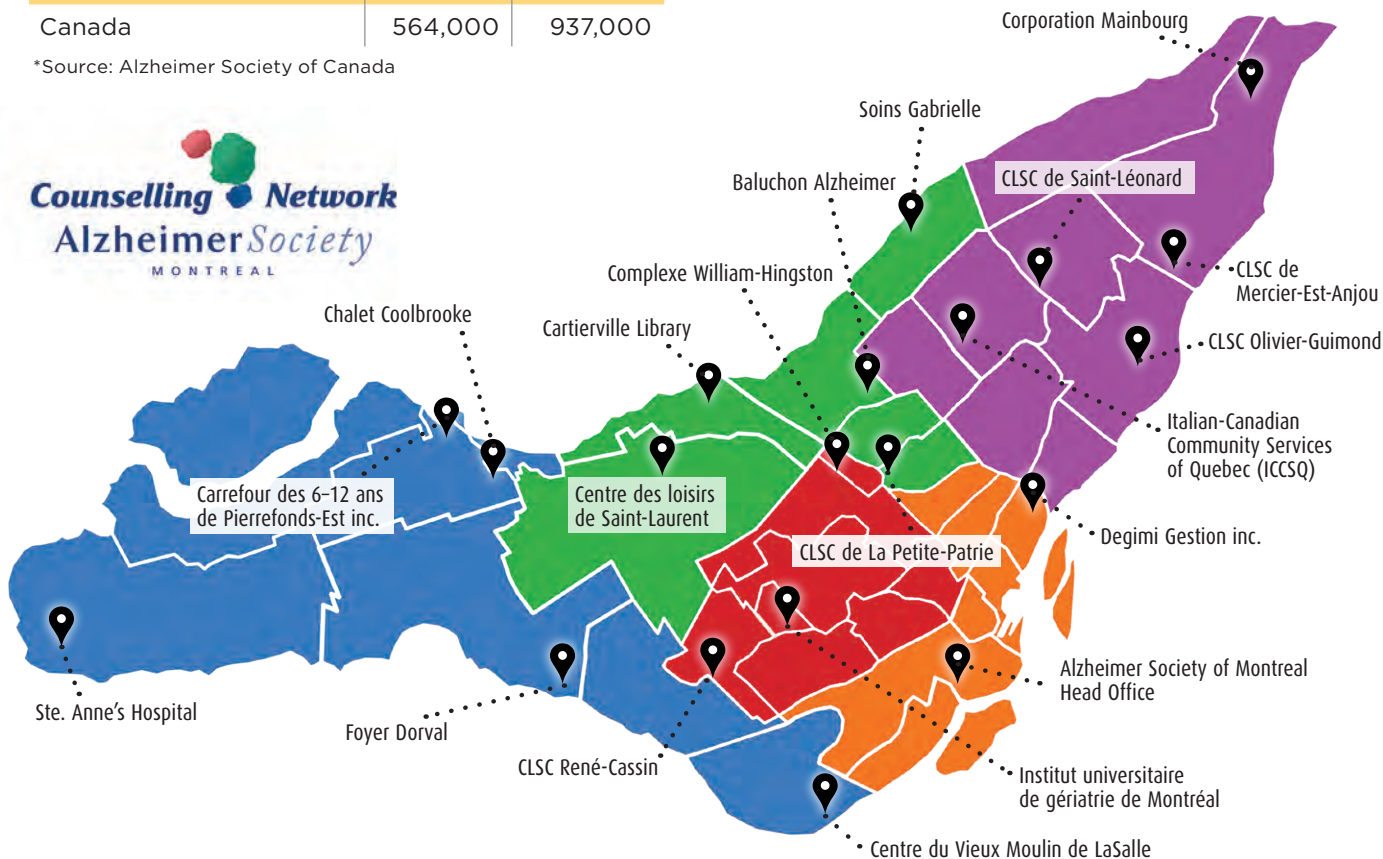 Canada 564,000 937,000
*Source: Alzheimer Society of Canada
Counselling Network
Alzheimer Society
MONTREAL
Corporation Mainbourg
Soins Gabrielle
Baluchon Alzheimer
CLSC de Saint-Léonard
Complexe William-Hingston
CLSC de
Mercier-Est-Anjou
Chalet Coolbrooke
Cartierville Library
CLSC Olivier-Guimond
Italian-Canadian
Community Services
of Quebec (ICCSQ)
Carrefour des 6–12 ans
de Pierrefonds-Est inc.
Centre des loisirs
de Saint-Laurent
Degimi Gestion inc.
CLSC de La Petite-Patrie
Alzheimer Society of Montreal
Head Office
Ste. Anne's Hospital
Foyer Dorval
CLSC René-Cassin
Institut universitaire
de gériatrie de Montréal
Centre du Vieux Moulin de LaSalle